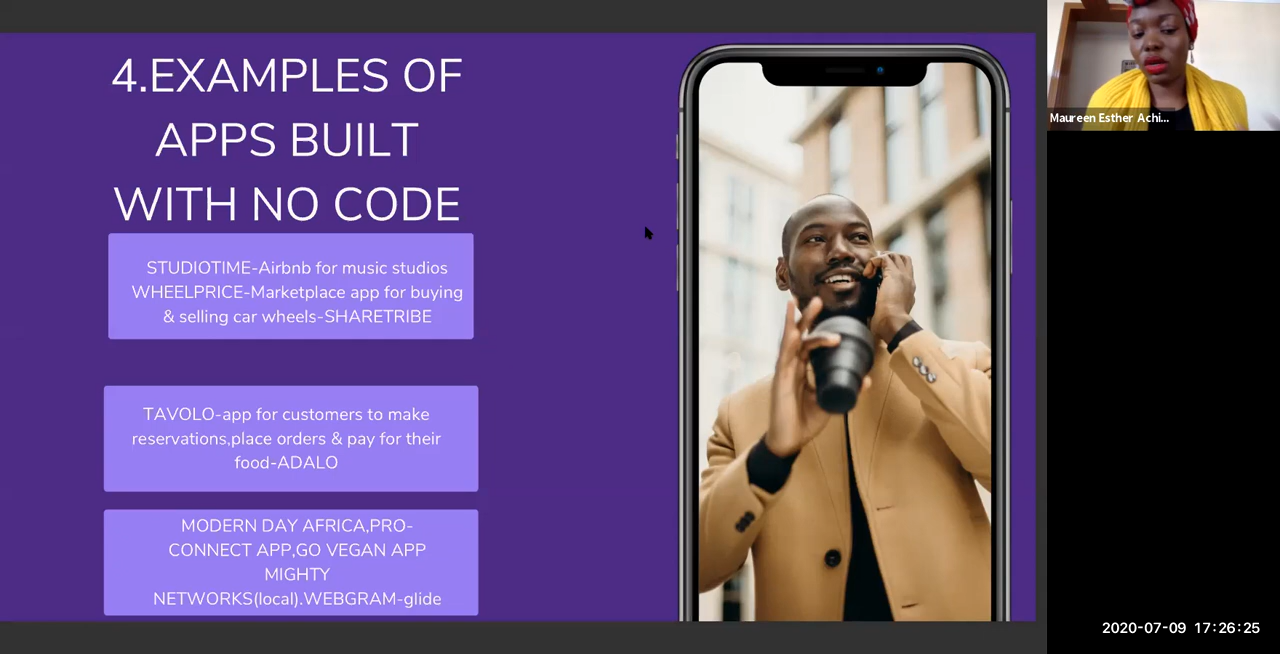 4.EXAMPLES OF
APPS BUILT
WITH NO CODE
STUDIOTIME-Airbnb for music studios
WHEELPRICE-Marketplace app for buying
& selling car wheels-SHARETRIBE
TAVOLO-app for customers to make
reservations,place orders & pay for their
food-ADALO
MODERN DAY AFRICA,PRO-
CONNECT APP,GO VEGAN APP
MIGHTY
NETWORKS(local).WEBGRAM-glide
Maureen Esther Achi...
2020-07-09 17:26:25